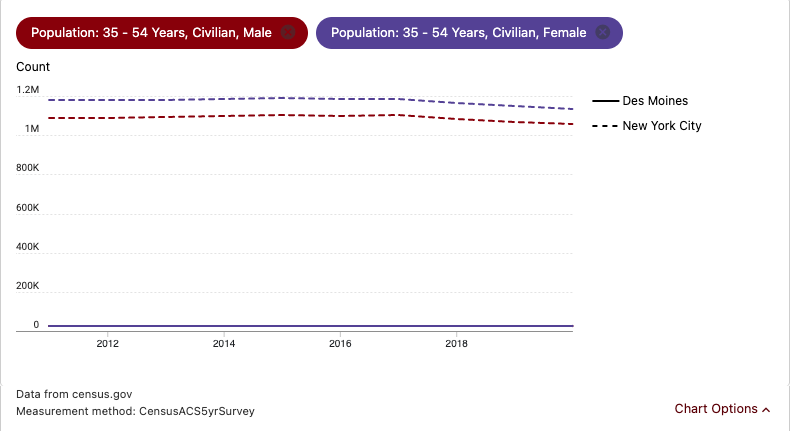 Population: 35 - 54 Years, Civilian, Male
Population: 35 - 54 Years, Civilian, Female
Count
1.2M
1M
800K
600K
400K
200K
0
2012 2014 2016 2018
Des Moines
New York City
Data from census.gov
Measurement method: CensusACS5yrSurvey
Chart Options